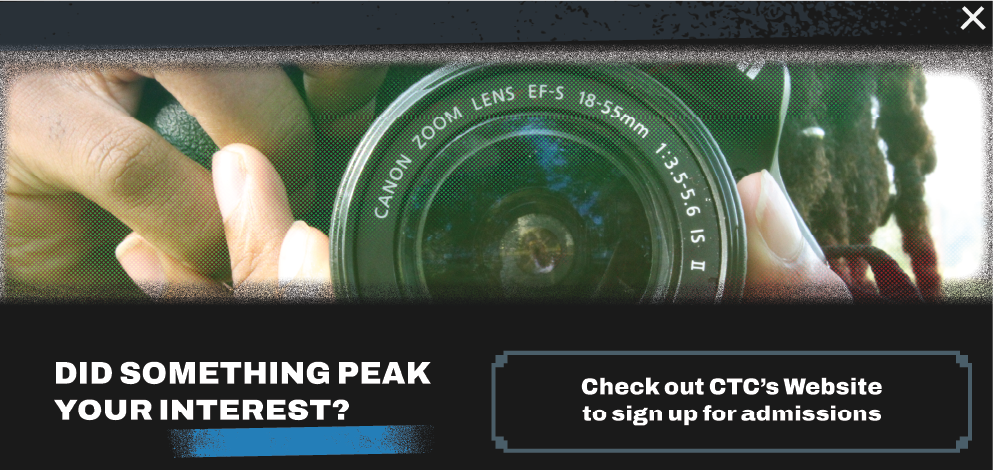 CANON ZOOM LENS EF-S 18-55mm 1:3.5-5.6 IS II
DID SOMETHING PEAK
YOUR INTEREST?
Check out CTC’s Website
to sign up for admissions